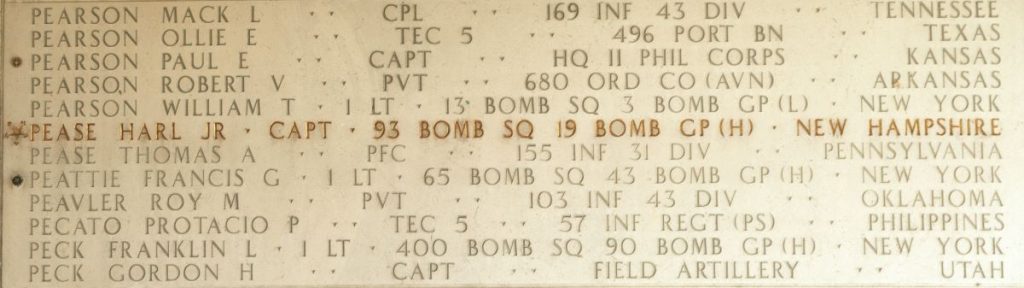 PEARSON MACK L · · CPL · · 169 INF 43 DIV · · TENNESSEE
PEARSON OLLIE E · · TEC 5 · · 496 PORT BN · · TEXAS
PEARSON PAUL E · · CAPT · · HQ II PHIL CORPS · · KANSAS
PEARSON ROBERT V · · PVT · · 680 ORD CO (AVN) · · ARKANSAS
PEARSON WILLIAM T · 1 LT · 13 BOMB SQ 3 BOMB GP (L) · NEW YORK
PEASE HARL JR · CAPT · 93 BOMB SQ 19 BOMB GP (H) · NEW HAMPSHIRE
PEASE THOMAS A · · PFC · · 155 INF 31 DIV · · PENNSYLVANIA
PEATTIE FRANCIS G · 1 LT · 65 BOMB SQ 43 BOMB GP (H) · NEW YORK
PEAVLER ROY M · · PVT · · 103 INF 43 DIV · · OKLAHOMA
PECATO PROTACIO P · · TEC 5 · · 57 INF REGT (PS) · · PHILIPPINES
PECK FRANKLIN L · 1 LT · 400 BOMB SQ 90 BOMB GP (H) · NEW YORK
PECK GORDON H · · CAPT · · FIELD ARTILLERY · · UTAH